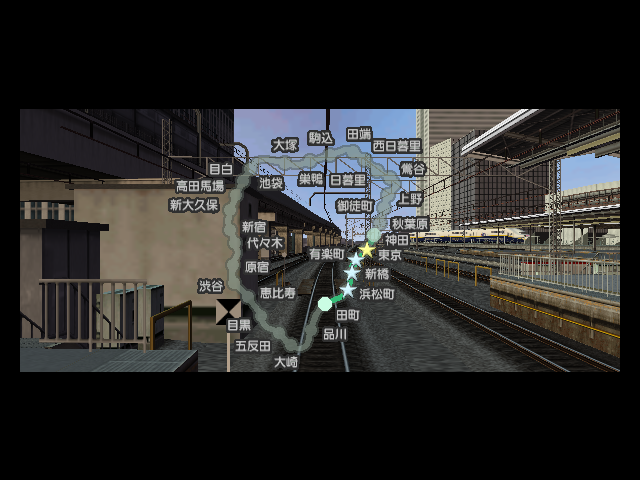 駒込
田端
大塚
西日暮里
目白
鶯谷
池袋
巣鴨
日暮里
高田馬場
上野
新大久保
御徒町
秋葉原
新宿
神田
代々木
有楽町
東京
原宿
新橋
渋谷
恵比寿
浜松町
田町
目黒
品川
五反田
大崎